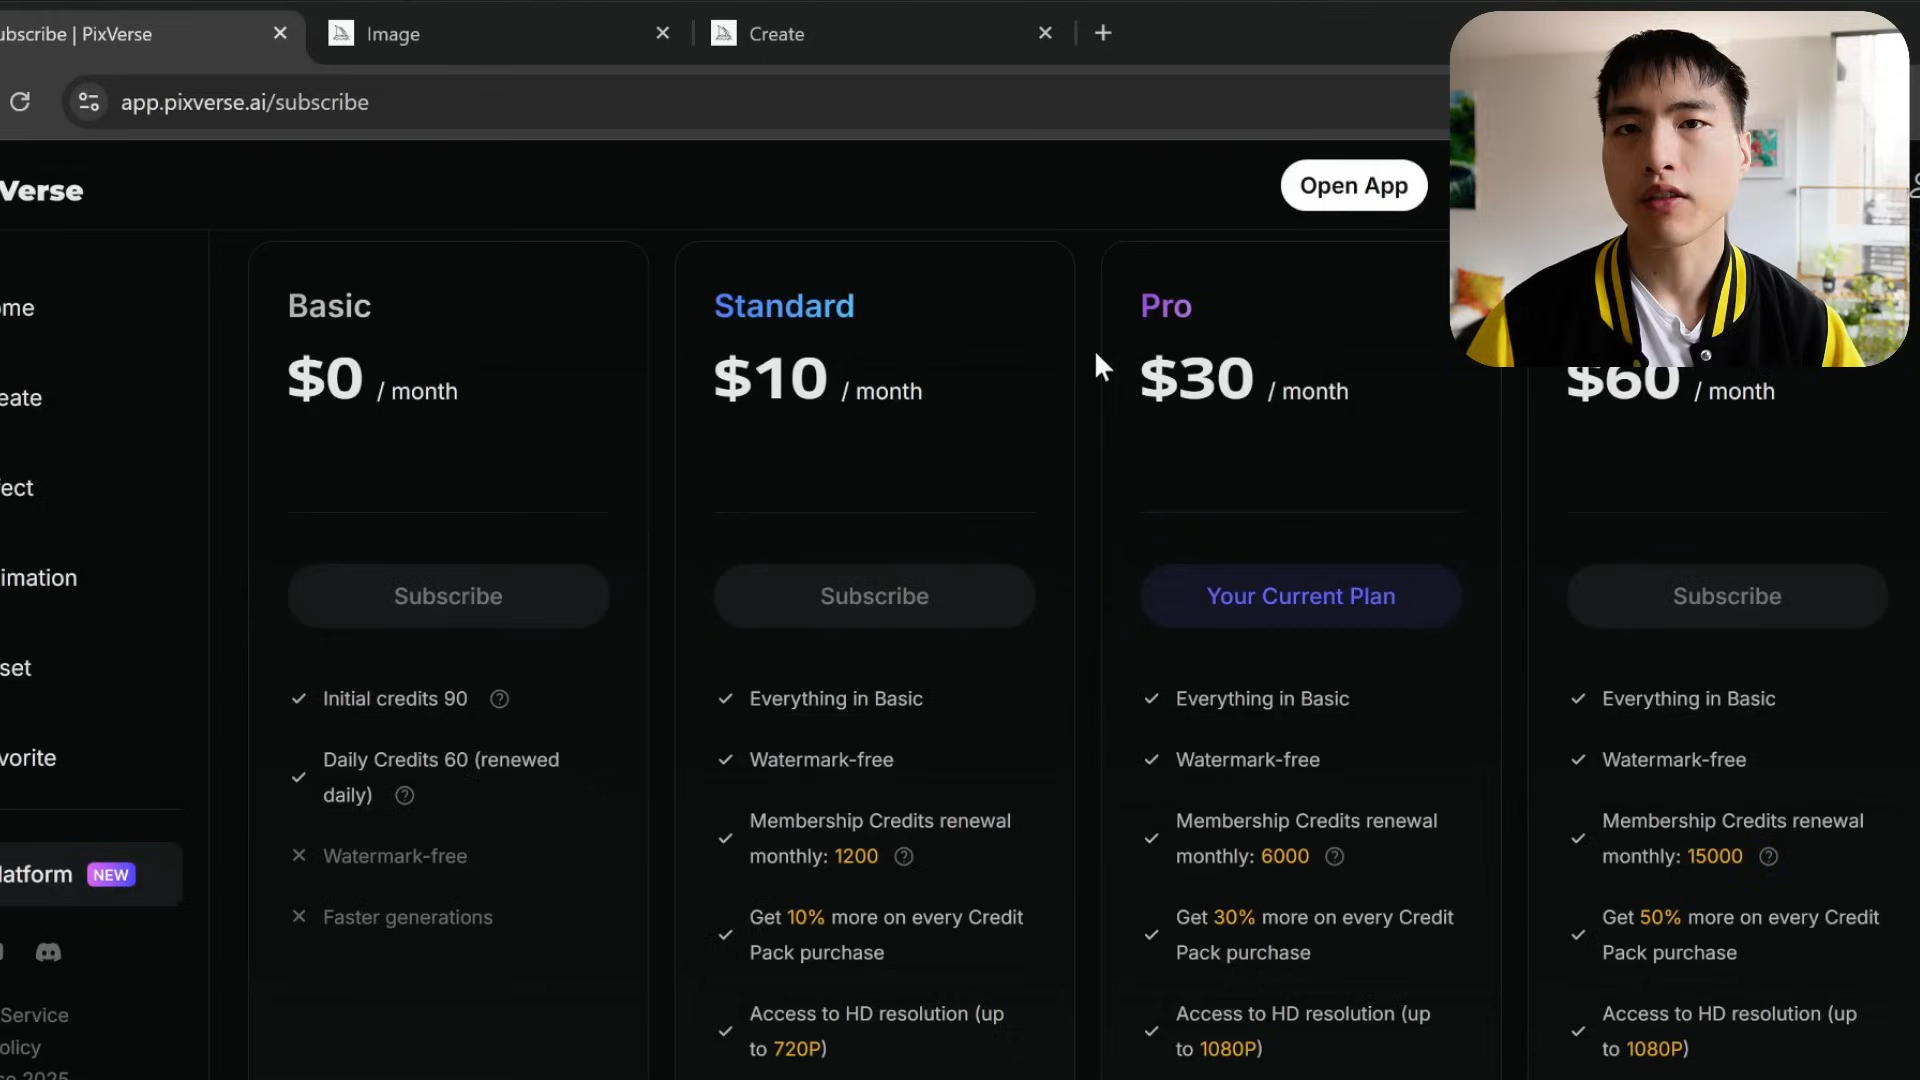 ubscribe | PixVerse
Image
Create
app.pixverse.ai/subscribe
Verse
Open App
ome
eate
fect
imation
set
vorite
latform NEW
Service
olicy
Basic
$0 / month
Subscribe
Initial credits 90
Daily Credits 60 (renewed
daily)
Watermark-free
Faster generations
Standard
$10 / month
Subscribe
Everything in Basic
Watermark-free
Membership Credits renewal
monthly: 1200
Get 10% more on every Credit
Pack purchase
Access to HD resolution (up
to 720P)
Pro
$30 / month
Your Current Plan
Everything in Basic
Watermark-free
Membership Credits renewal
monthly: 6000
Get 30% more on every Credit
Pack purchase
Access to HD resolution (up
to 1080P)
$60 / month
Subscribe
Everything in Basic
Watermark-free
Membership Credits renewal
monthly: 15000
Get 50% more on every Credit
Pack purchase
Access to HD resolution (up
to 1080P)